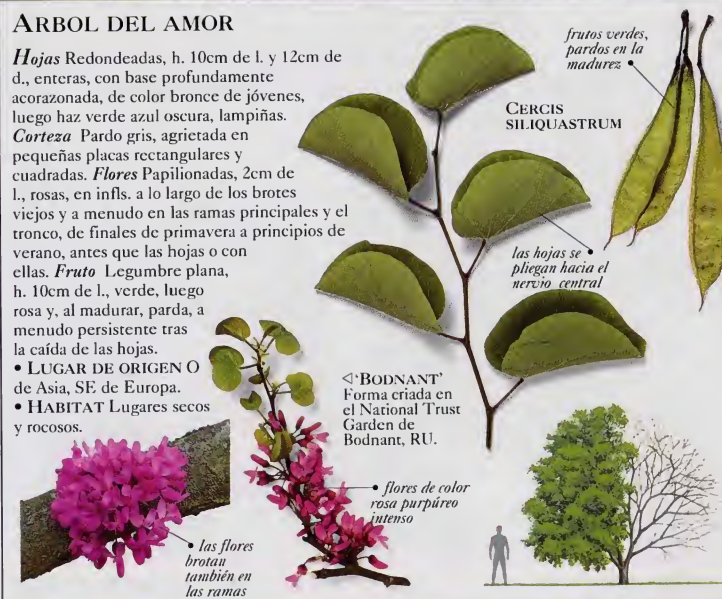 ARBOL DEL AMOR
Hojas Redondeadas, h. 10cm de l. y 12cm de
d., enteras, con base profundamente
acorazonada, de color bronce de jóvenes,
luego haz verde azul oscura, lampiñas.
Corteza Pardo gris, agrietada en
pequeñas placas rectangulares y
cuadradas. Flores Papilionadas, 2cm de
l., rosas, en infls. a lo largo de los brotes
viejos y a menudo en las ramas principales y el
tronco, de finales de primavera a principios de
verano, antes que las hojas o con
ellas. Fruto Legumbre plana,
h. 10cm de l., verde, luego
rosa y, al madurar, parda, a
menudo persistente tras
la caída de las hojas.
• LUGAR DE ORIGEN O
de Asia, SE de Europa.
• HABITAT Lugares secos
y rocosos.
frutos verdes,
pardos en la
madurez
CERCIS
SILIQUASTRUM
las hojas se
pliegan hacia el
nervio central
◁'BODNANT'
Forma criada en
el National Trust
Garden de
Bodnant, RU.
• flores de color
rosa purpúreo
intenso
• las flores
brotan
también en
las ramas